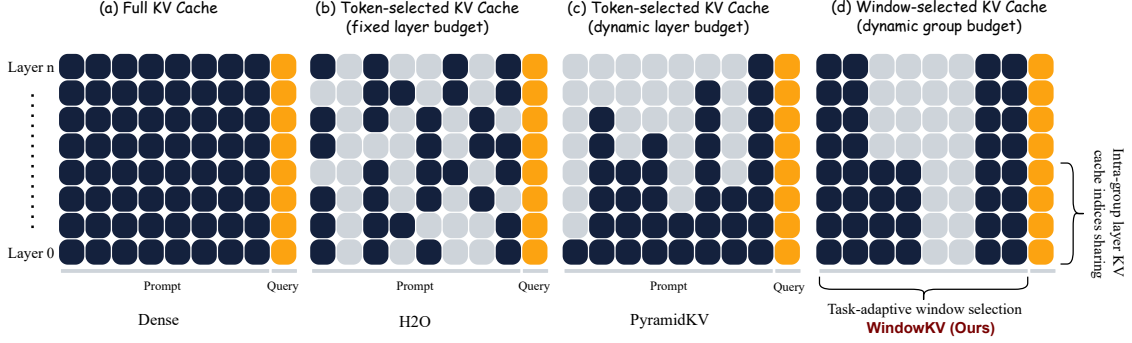 (a) Full KV Cache
(b) Token-selected KV Cache
(fixed layer budget)
(c) Token-selected KV Cache
(dynamic layer budget)
(d) Window-selected KV Cache
(dynamic group budget)
Layer n
Layer 0
Intra-group layer KV
cache indices sharing
Prompt
Query
Prompt
Query
Prompt
Query
Task-adaptive window selection
Dense
H2O
PyramidKV
WindowKV (Ours)